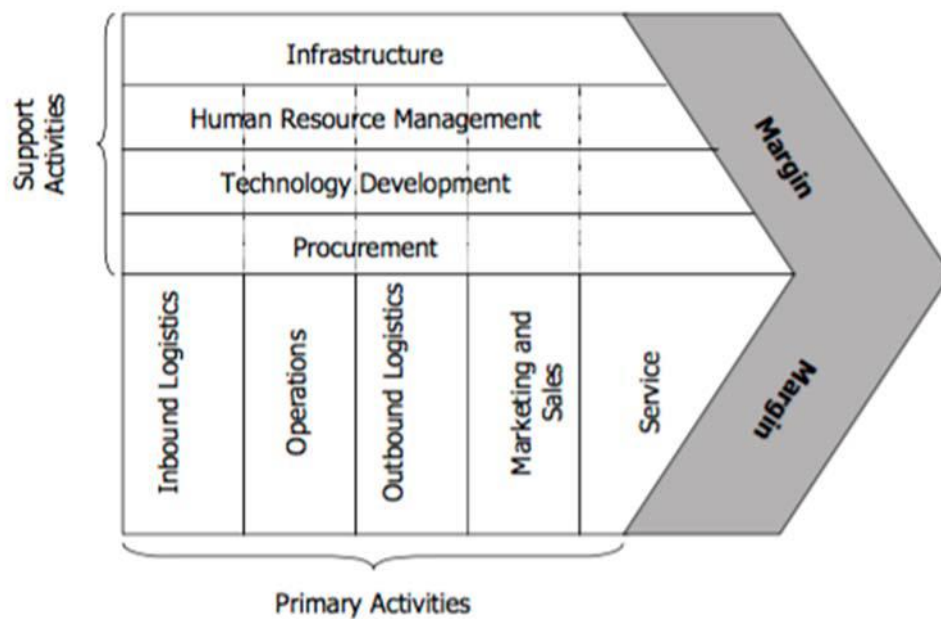 Support
Activities
Infrastructure
Human Resource Management
Technology Development
Procurement
Margin
Inbound Logistics
Operations
Outbound Logistics
Marketing and
Sales
Service
Margin
Primary Activities